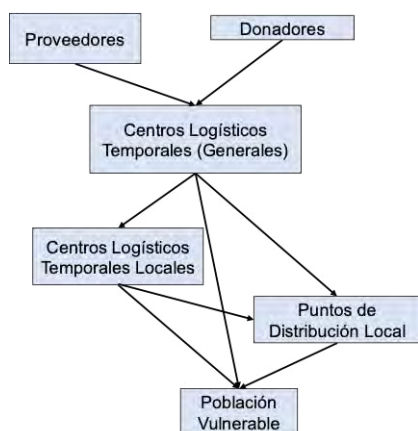 Proveedores
Donadores
Centros Logísticos
Temporales (Generales)
Centros Logísticos
Temporales Locales
Puntos de
Distribución Local
Población
Vulnerable